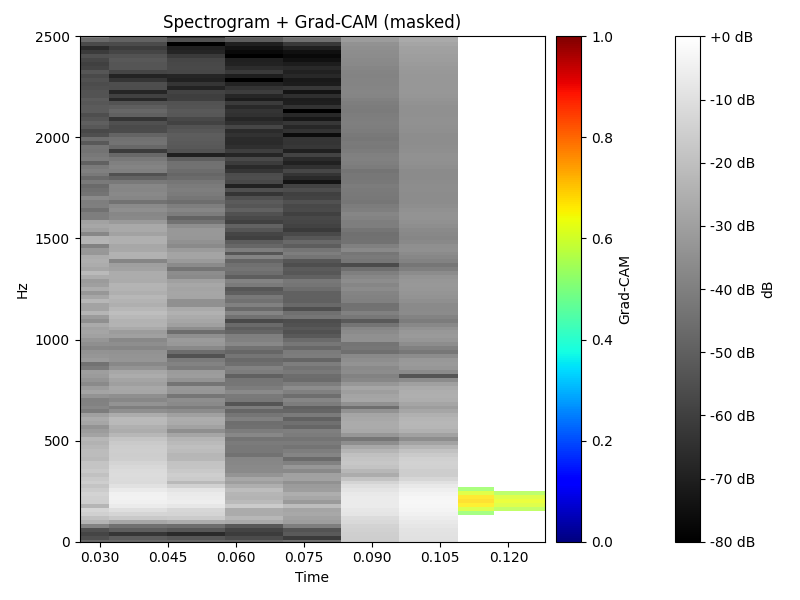 Spectrogram + Grad-CAM (masked)
Hz
2500
2000
1500
1000
500
0
0.030 0.045 0.060 0.075 0.090 0.105 0.120
Time
1.0
0.8
0.6
0.4
0.2
0.0
Grad-CAM
+0 dB
-10 dB
-20 dB
-30 dB
-40 dB
-50 dB
-60 dB
-70 dB
-80 dB
dB